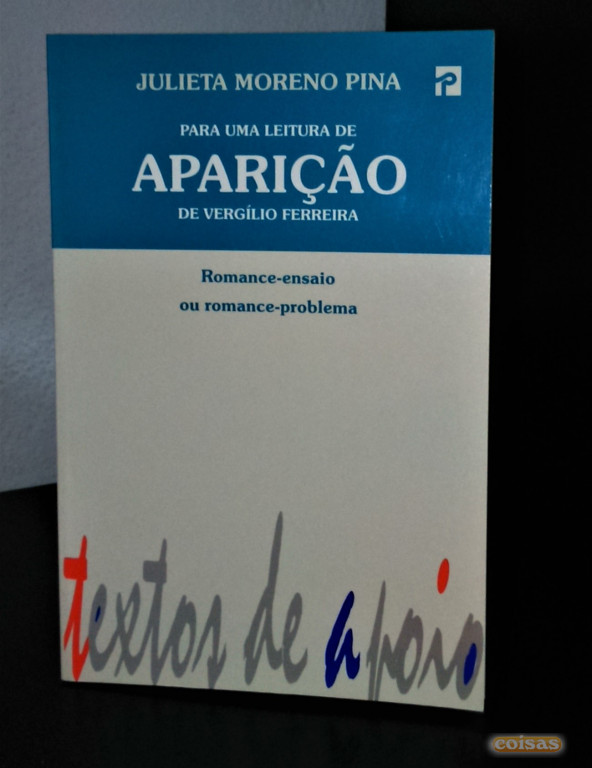 JULIETA MORENO PINA
PARA UMA LEITURA DE
APARIÇÃO
DE VERGÍLIO FERREIRA
Romance-ensaio
ou romance-problema
textos de apoio
coisas